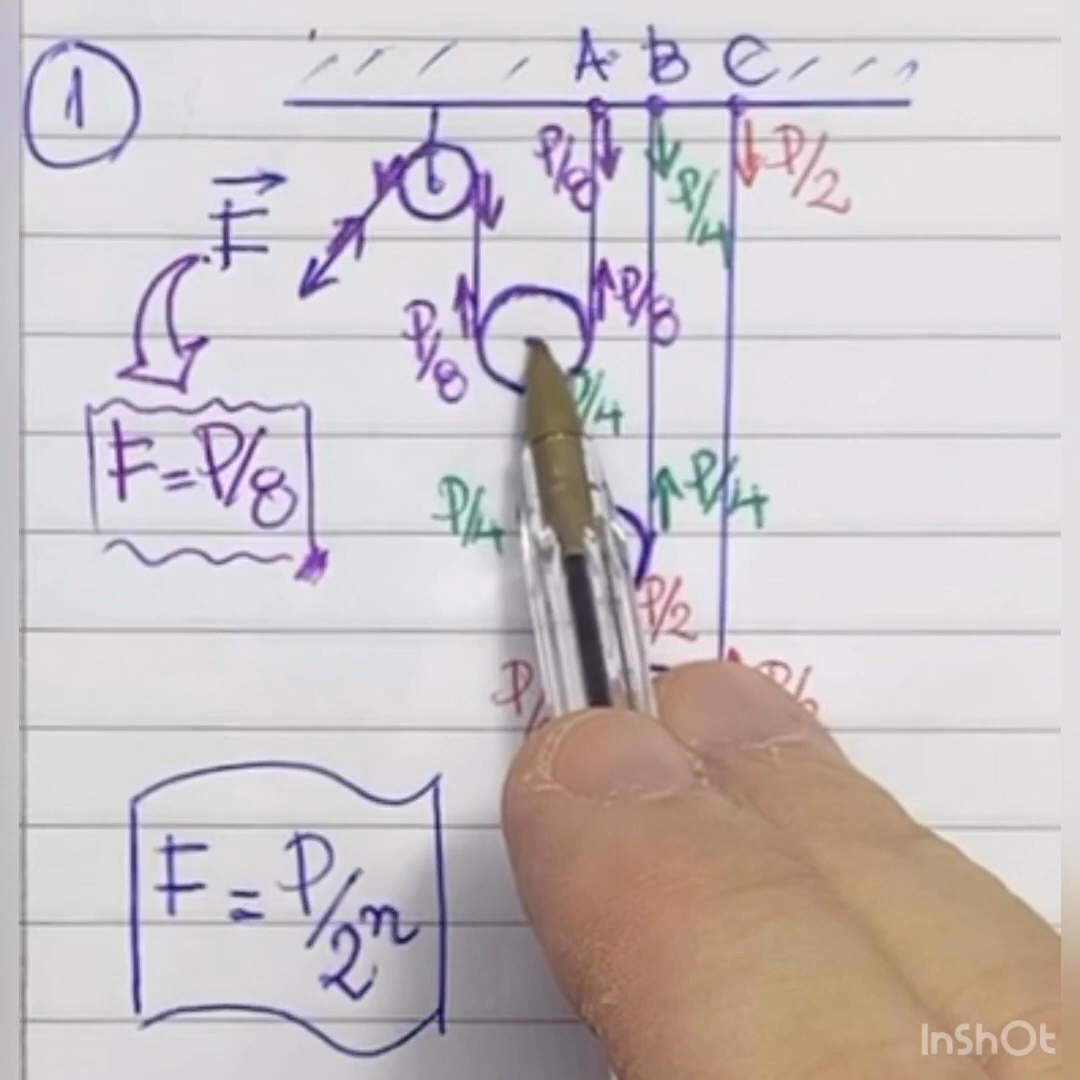 1
A B C
P/8 P/4 P/2
F
P/8 P/8
P/4
F=P/8
P/4 P/4
P/2
F=P/2ⁿ
InShOt